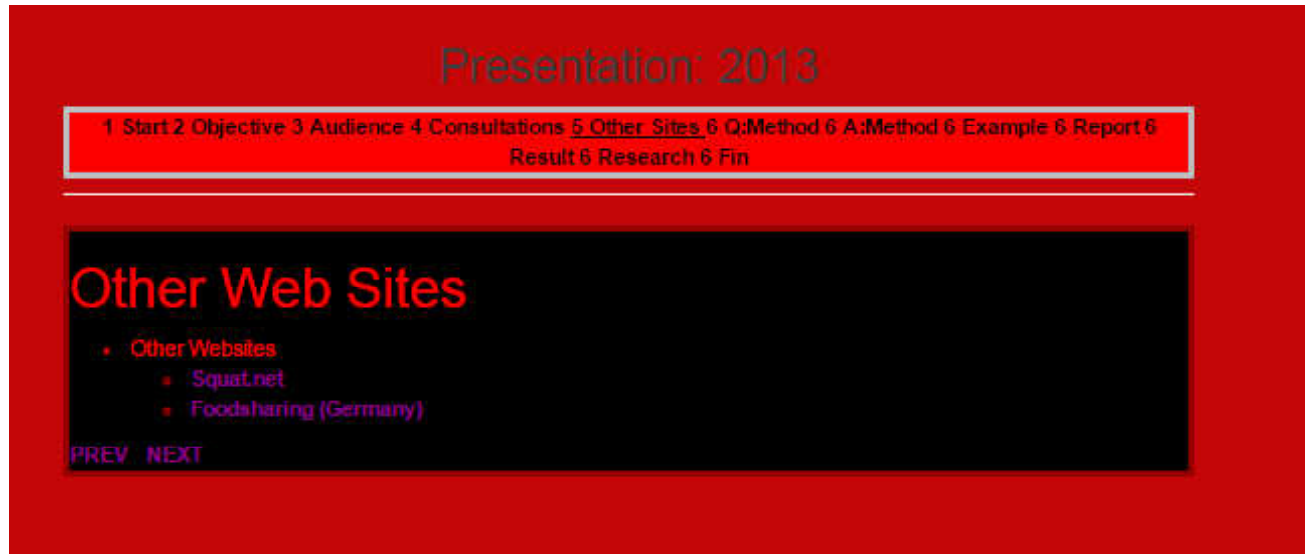 Presentation: 2013
1 Start 2 Objective 3 Audience 4 Consultations 5 Other Sites 6 Q:Method 6 A:Method 6 Example 6 Report 6
Result 6 Research 6 Fin
Other Web Sites
Other Websites
Squat.net
Foodsharing (Germany)
PREV NEXT